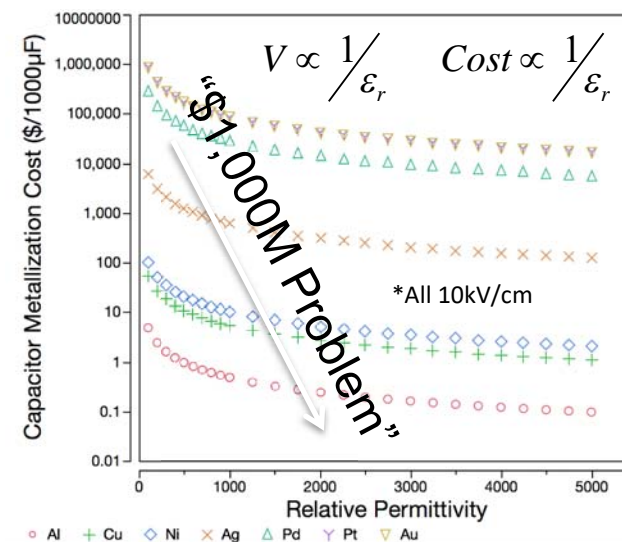 10000000
1,000,000
100,000
10,000
1,000
100
10
1
0.1
0.01
Capacitor Metallization Cost ($/1000µF)
V ∝ 1/εr
Cost ∝ 1/εr
“$1,000M Problem”
*All 10kV/cm
0 1000 2000 3000 4000 5000
Relative Permittivity
Al Cu Ni Ag Pd Pt Au